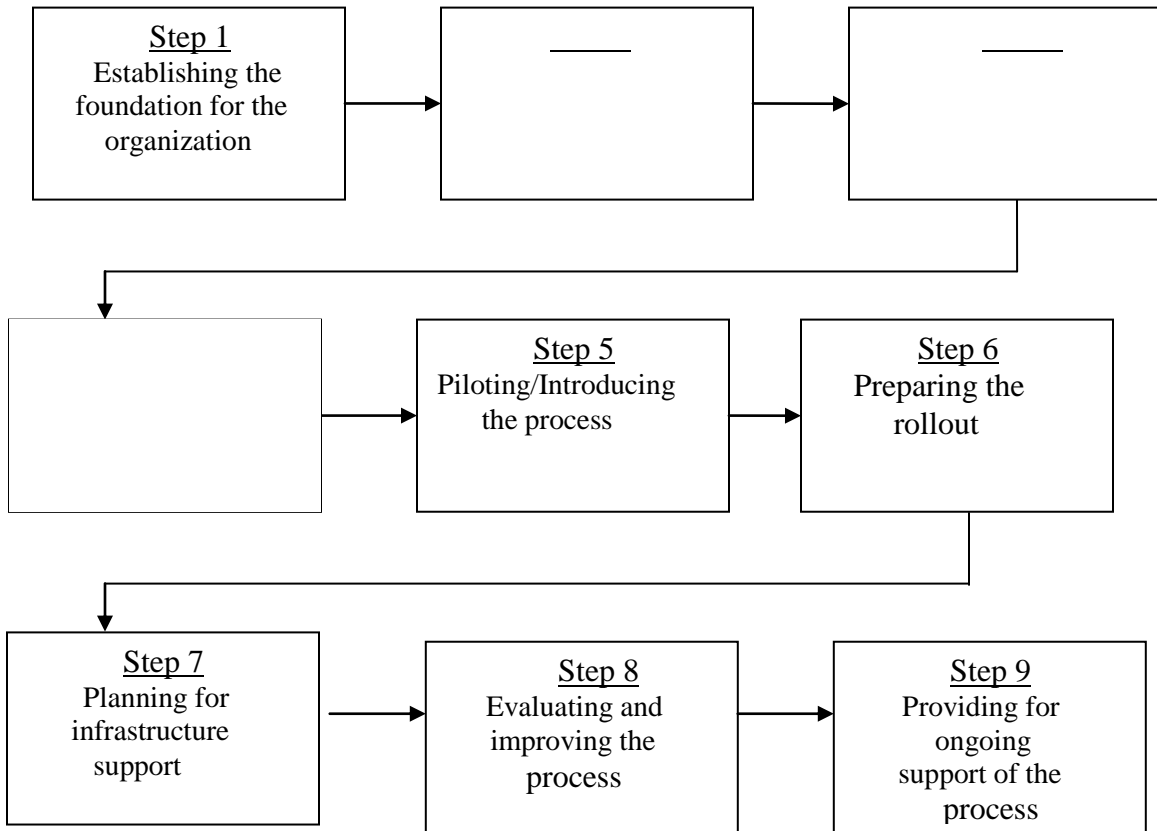 Step 1
Establishing the
foundation for the
organization
Step 5
Piloting/Introducing
the process
Step 6
Preparing the
rollout
Step 7
Planning for
infrastructure
support
Step 8
Evaluating and
improving the
process
Step 9
Providing for
ongoing
support of the
process